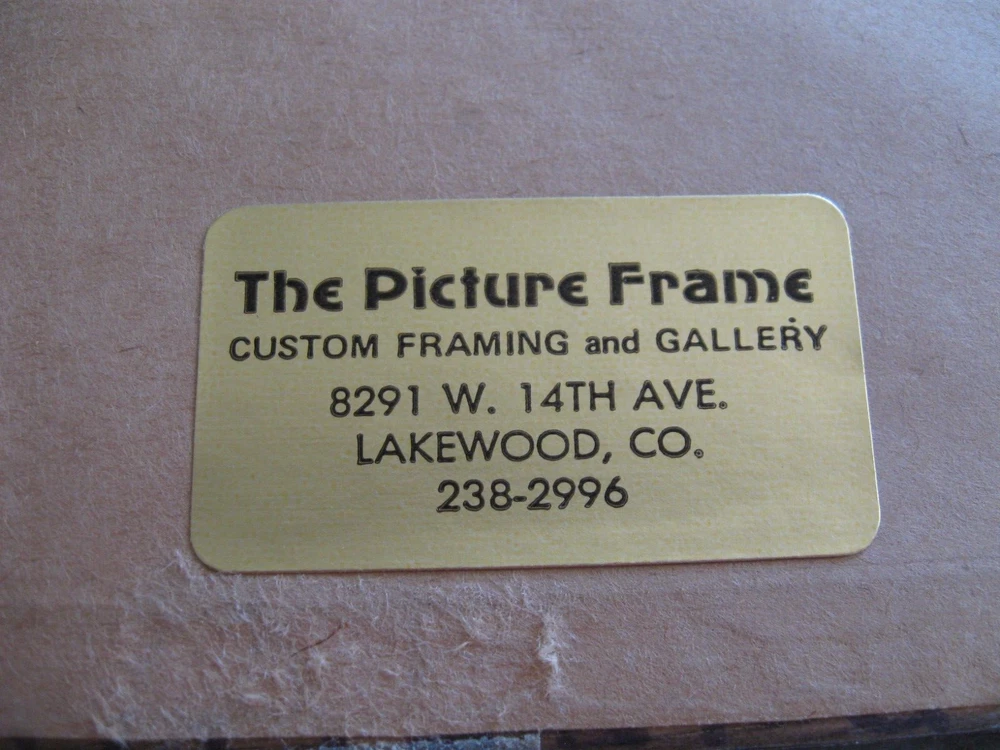 The Picture Frame
CUSTOM FRAMING and GALLERY
8291 W. 14TH AVE.
LAKEWOOD, CO.
238-2996